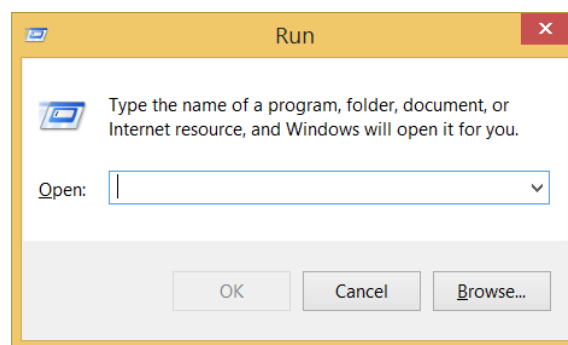 Run
Type the name of a program, folder, document, or
Internet resource, and Windows will open it for you.
Open:
OK Cancel Browse...